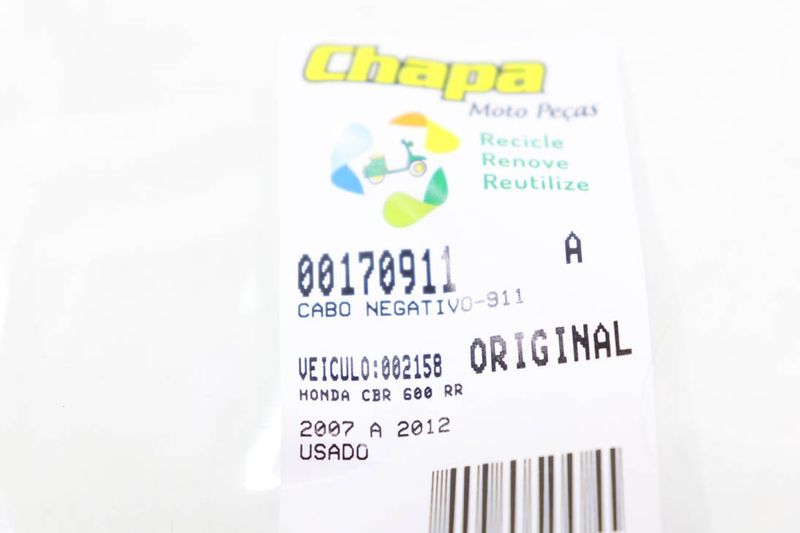 Chapa
Moto Peças
Recicle
Renove
Reutilize
00170911 A
CABO NEGATIVO-911
VEICULO:002158 ORIGINAL
HONDA CBR 600 RR
2007 A 2012
USADO